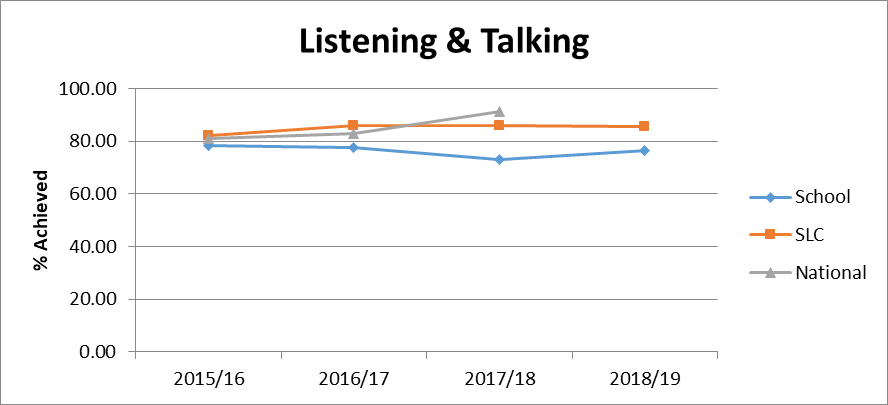 Listening & Talking
% Achieved
100.00
80.00
60.00
40.00
20.00
0.00
2015/16 2016/17 2017/18 2018/19
School
SLC
National